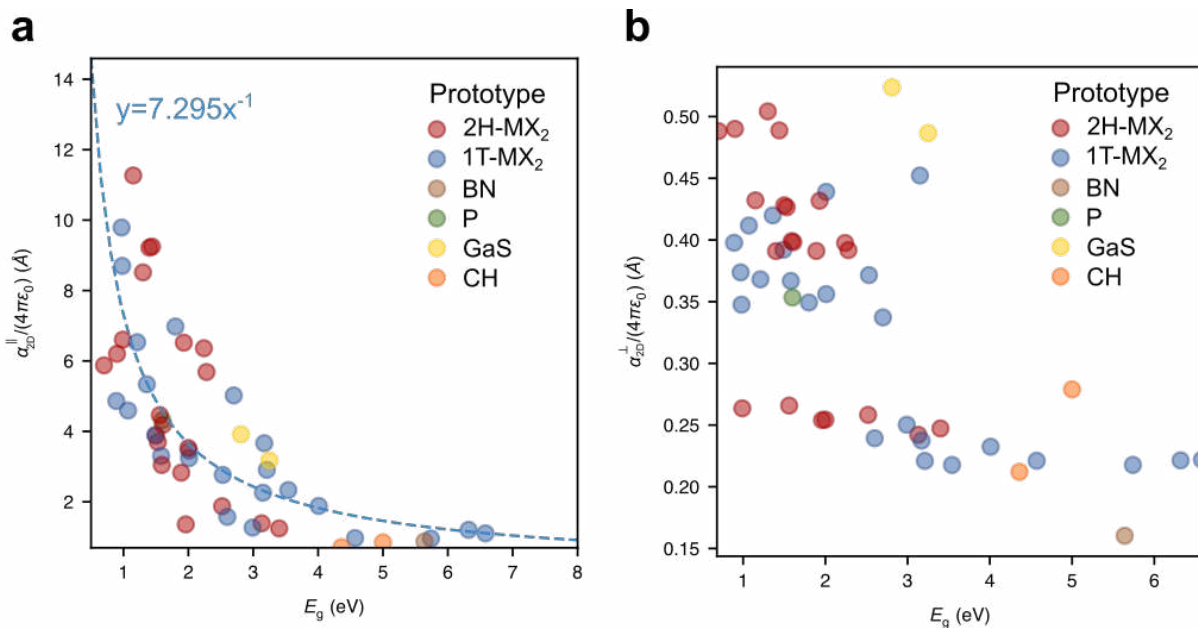 a
14
12
10
8
6
4
2
α∥2D/(4πε0) (Å)
y=7.295x⁻¹
Prototype
2H-MX₂
1T-MX₂
BN
P
GaS
CH
1 2 3 4 5 6 7 8
Eg (eV)
b
0.50
0.45
0.40
0.35
0.30
0.25
0.20
0.15
α⊥2D/(4πε0) (Å)
Prototype
2H-MX₂
1T-MX₂
BN
P
GaS
CH
1 2 3 4 5 6
Eg (eV)